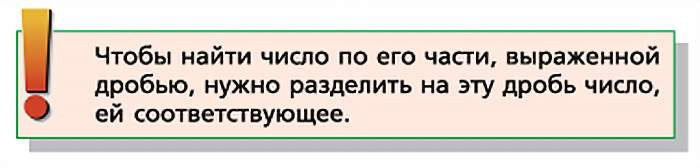 Чтобы найти число по его части, выраженной
дробью, нужно разделить на эту дробь число,
ей соответствующее.